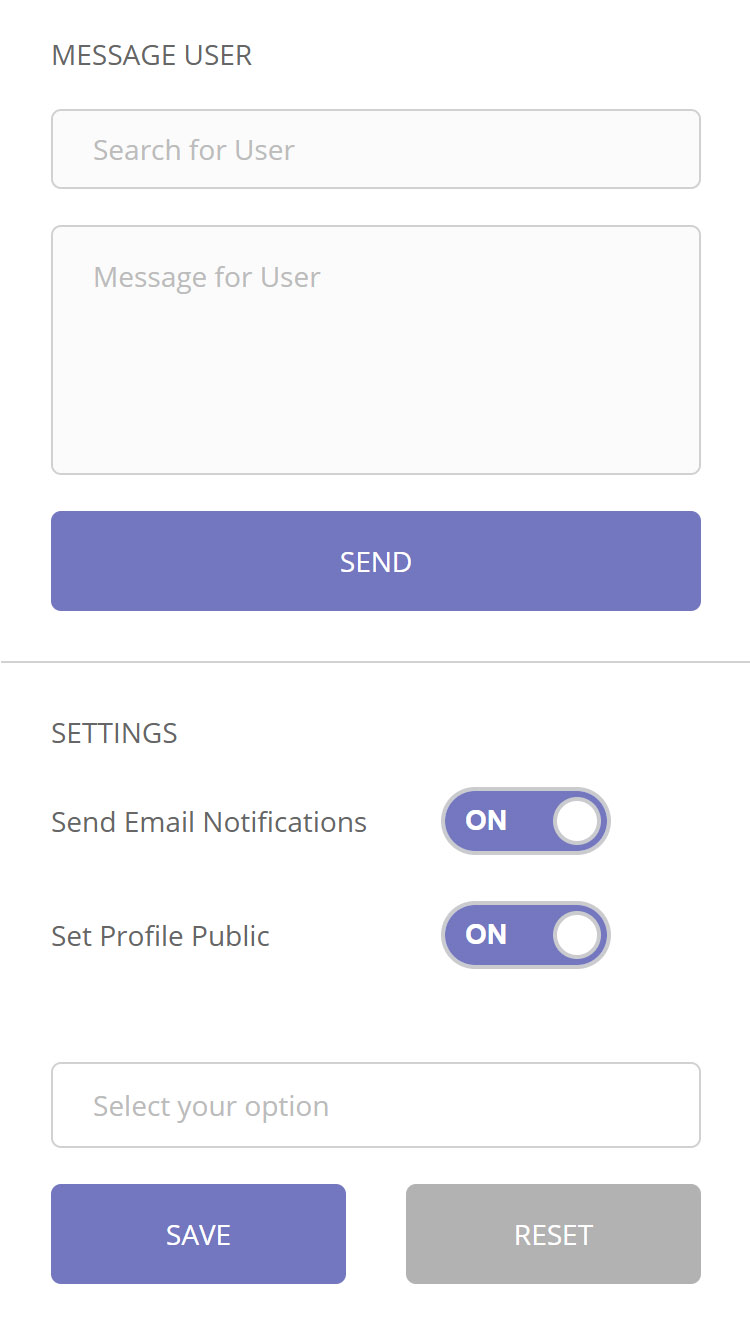 MESSAGE USER
Search for User
Message for User
SEND
SETTINGS
Send Email Notifications ON
Set Profile Public ON
Select your option
SAVE RESET